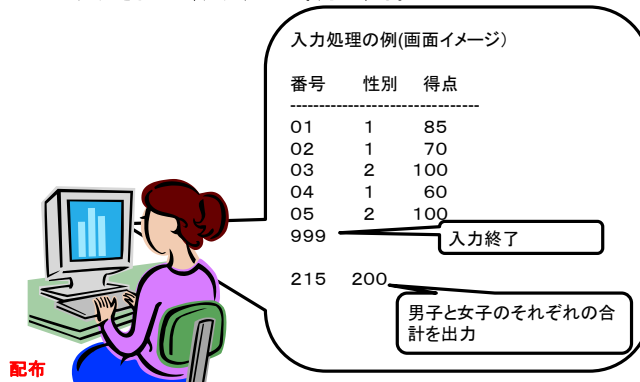 入力処理の例(画面イメージ)
番号 性別 得点
--------------------------------
01 1 85
02 1 70
03 2 100
04 1 60
05 2 100
999
入力終了
215 200
男子と女子のそれぞれの合
計を出力
配布